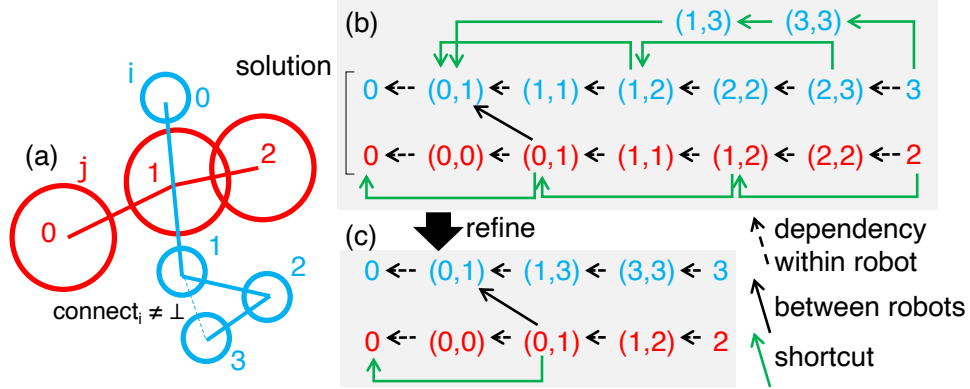 (b)
(1,3) (3,3)
i
0
solution
0 (0,1) (1,1) (1,2) (2,2) (2,3) 3
(a)
j
1
2
0
0 (0,0) (0,1) (1,1) (1,2) (2,2) 2
1
2
3
connectᵢ ≠ ⊥
refine
(c)
0 (0,1) (1,3) (3,3) 3
0 (0,0) (0,1) (1,2) 2
dependency
within robot
between robots
shortcut